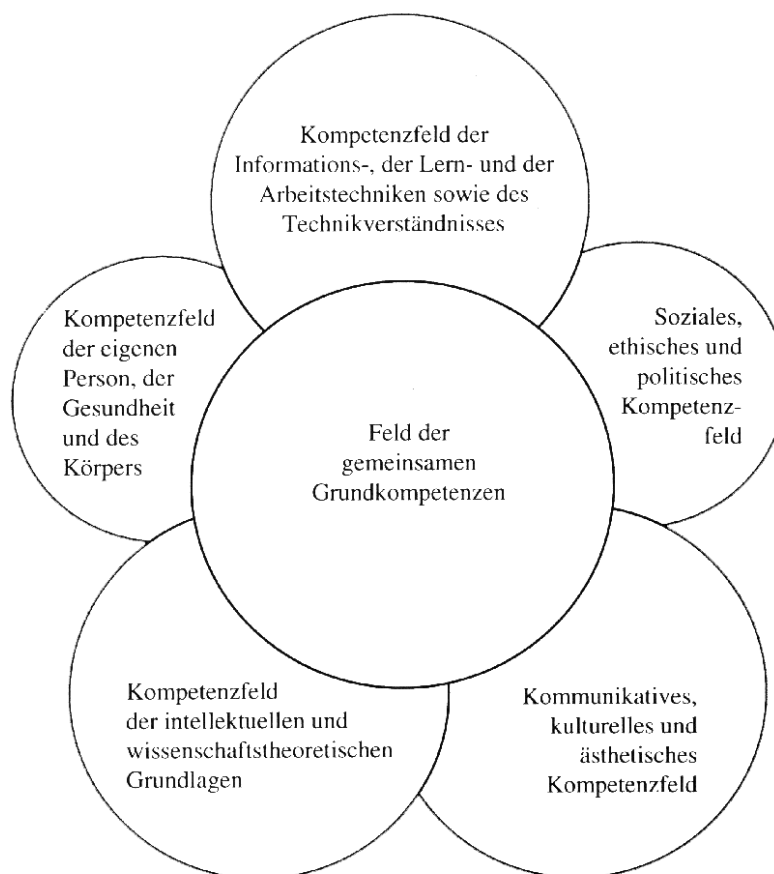 Kompetenzfeld der
Informations-, der Lern- und der
Arbeitstechniken sowie des
Technikverständnisses
Kompetenzfeld
der eigenen
Person, der
Gesundheit
und des
Körpers
Soziales,
ethisches und
politisches
Kompetenz-
feld
Feld der
gemeinsamen
Grundkompetenzen
Kompetenzfeld
der intellektuellen und
wissenschaftstheoretischen
Grundlagen
Kommunikatives,
kulturelles und
ästhetisches
Kompetenzfeld